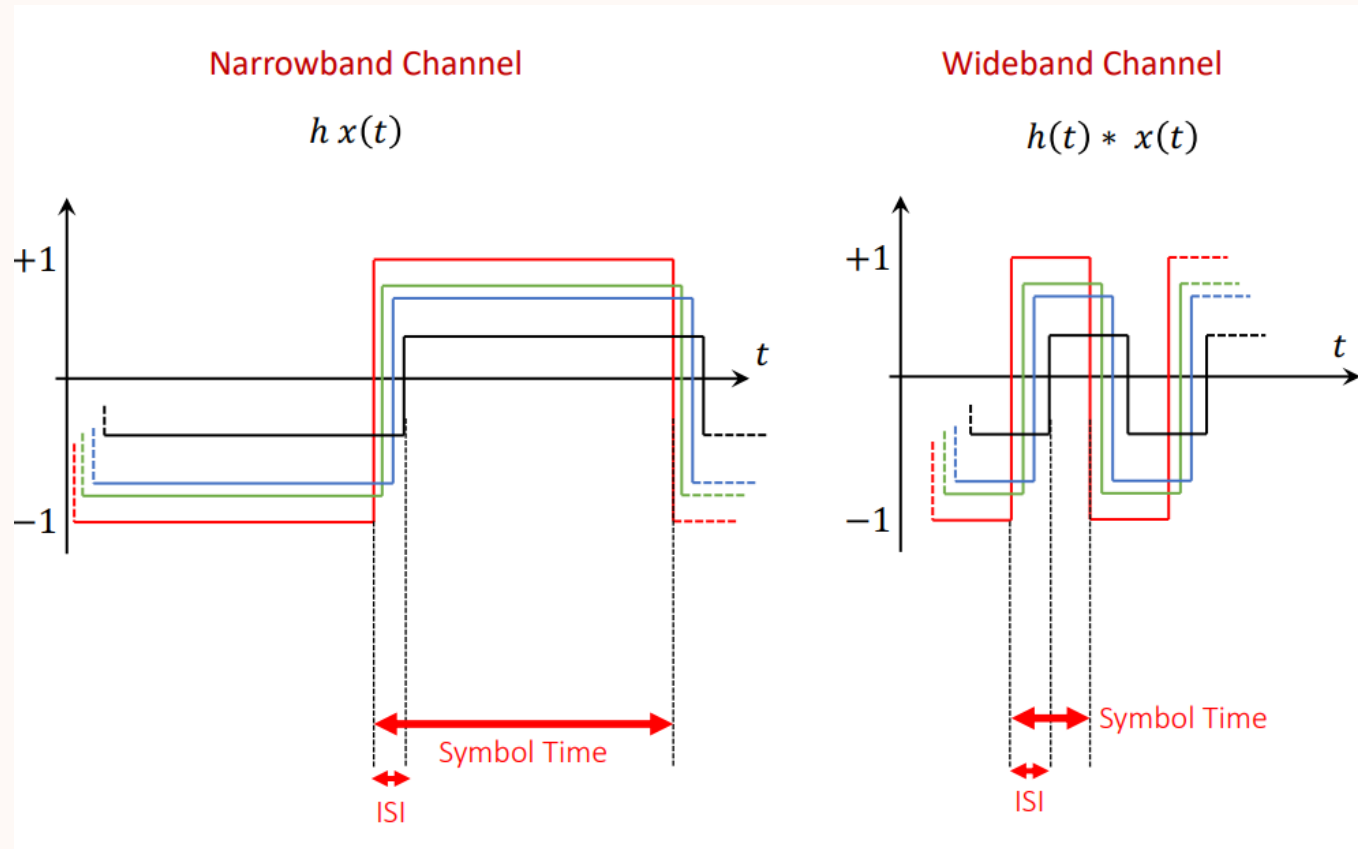 Narrowband Channel
h x(t)
+1
t
−1
Symbol Time
ISI
Wideband Channel
h(t) ∗ x(t)
+1
t
−1
Symbol Time
ISI